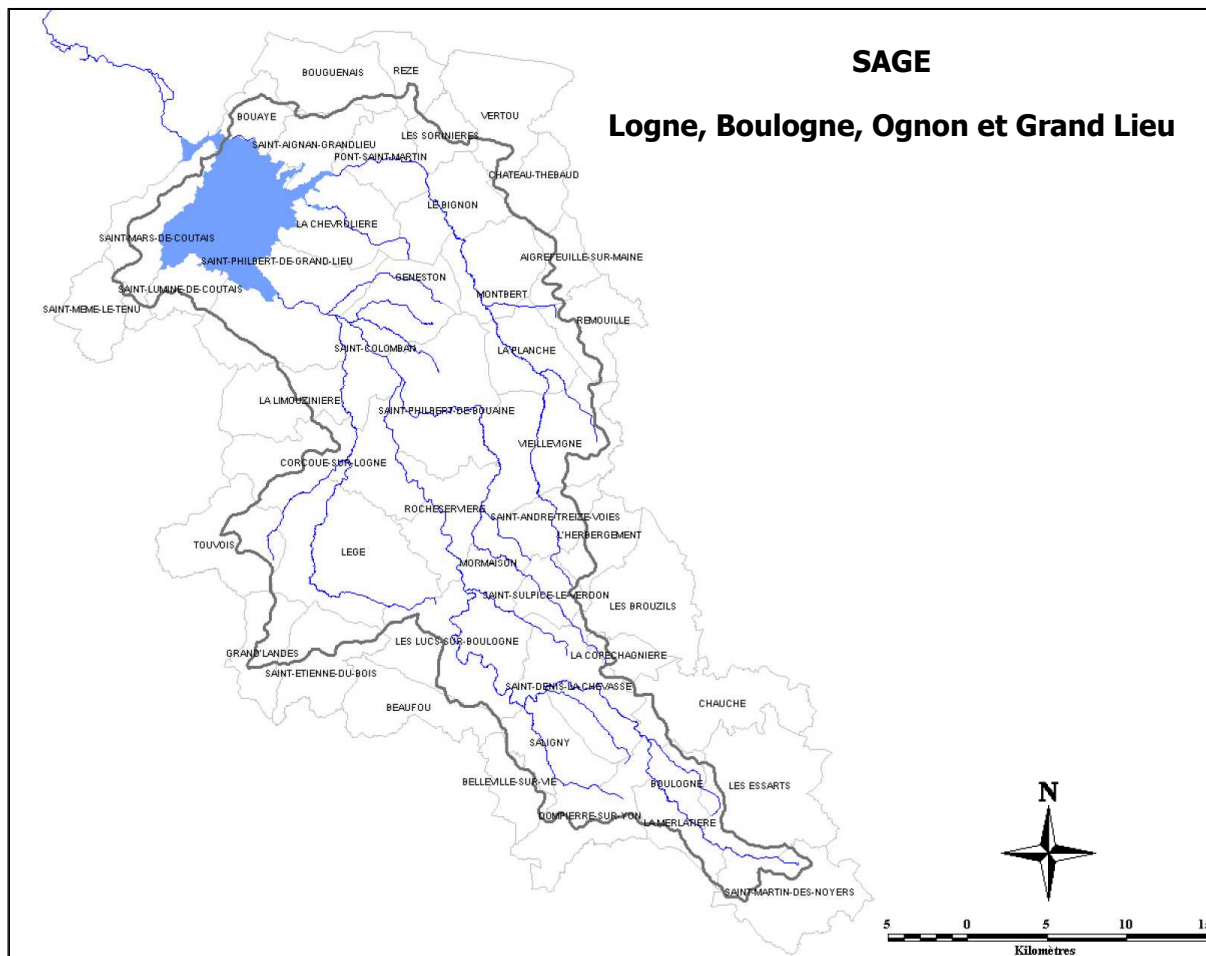 SAGE
Logne, Boulogne, Ognon et Grand Lieu
BOUGUENAIS
REZE
BOUAYE
VERTOU
LES SORINIERES
SAINT-AIGNAN-GRANDLIEU
PONT-SAINT-MARTIN
CHATEAU-THEBAUD
LE BIGNON
LA CHEVROLIERE
SAINT-MARS-DE-COUTAIS
SAINT-PHILBERT-DE-GRAND-LIEU
AIGREFEUILLE-SUR-MAINE
GENESTON
SAINT-LUMINE-DE-COUTAIS
MONTBERT
SAINT-MEME-LE-TENU
REMOUILLE
SAINT-COLOMBAN
LA PLANCHE
LA LIMOUZINIERE
SAINT-PHILBERT-DE-BOUAINE
VIEILLEVIGNE
CORCOUE-SUR-LOGNE
ROCHESERVIERE
SAINT-ANDRE-TREIZE-VOIES
L'HERBERGEMENT
TOUVOIS
LEGE
MORMAISON
SAINT-SULPICE-LE-VERDON
LES BROUZILS
LES LUCS-SUR-BOULOGNE
GRAND'LANDES
LA COPECHAGNIERE
SAINT-ETIENNE-DU-BOIS
SAINT-DENIS-LA-CHEVASSE
BEAUFOU
CHAUCHE
SALIGNY
BELLEVILLE-SUR-VIE
BOULOGNE
LES ESSARTS
DOMPIERRE-SUR-YON
LA MERLATIERE
SAINT-MARTIN-DES-NOYERS
N
5 0 5 10
Kilomètres